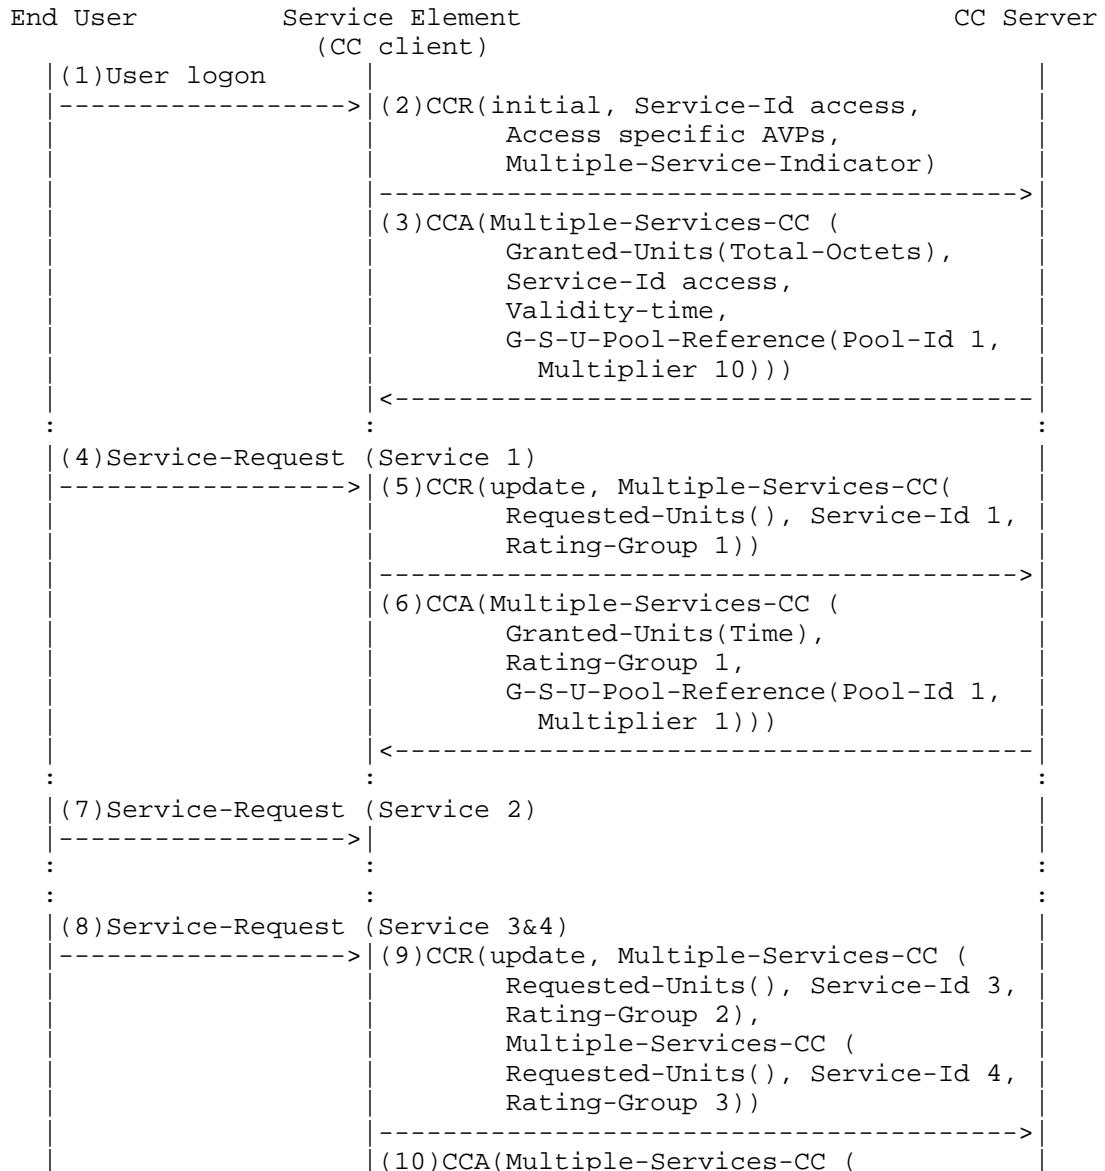 End User            Service Element                           CC Server
                     (CC client)
  |(1)User logon      |                                         |
  |------------------>|(2)CCR(initial, Service-Id access,       |
  |                   |        Access specific AVPs,            |
  |                   |        Multiple-Service-Indicator)      |
  |                   |---------------------------------------->|
  |                   |(3)CCA(Multiple-Services-CC (            |
  |                   |        Granted-Units(Total-Octets),     |
  |                   |        Service-Id access,               |
  |                   |        Validity-time,                   |
  |                   |        G-S-U-Pool-Reference(Pool-Id 1,  |
  |                   |          Multiplier 10)))               |
  |                   |<----------------------------------------|
  :                   :                                         :
  |(4)Service-Request (Service 1)                               |
  |------------------>|(5)CCR(update, Multiple-Services-CC(     |
  |                   |        Requested-Units(), Service-Id 1, |
  |                   |        Rating-Group 1))                 |
  |                   |---------------------------------------->|
  |                   |(6)CCA(Multiple-Services-CC (            |
  |                   |        Granted-Units(Time),             |
  |                   |        Rating-Group 1,                  |
  |                   |        G-S-U-Pool-Reference(Pool-Id 1,  |
  |                   |          Multiplier 1)))                |
  |                   |<----------------------------------------|
  :                   :                                         :
  |(7)Service-Request (Service 2)                               |
  |------------------>|                                         |
  :                   :                                         :
  :                   :                                         :
  |(8)Service-Request (Service 3&4)                             |
  |------------------>|(9)CCR(update, Multiple-Services-CC (    |
  |                   |        Requested-Units(), Service-Id 3, |
  |                   |        Rating-Group 2),                 |
  |                   |        Multiple-Services-CC (           |
  |                   |        Requested-Units(), Service-Id 4, |
  |                   |        Rating-Group 3))                 |
  |                   |---------------------------------------->|
  |                   |(10)CCA(Multiple-Services-CC (           |